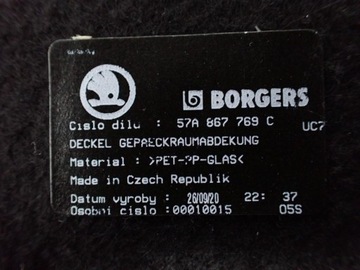 BORGERS
Cislo dilu : 57A 867 769 C
UC7
DECKEL GEPAECKRAUMABDEKUNG
Material : >PET-PP-GLAS<
Made in Czech Republik
Datum vyroby : 26/09/20 22: 37
Osobni cislo :00010015 05S